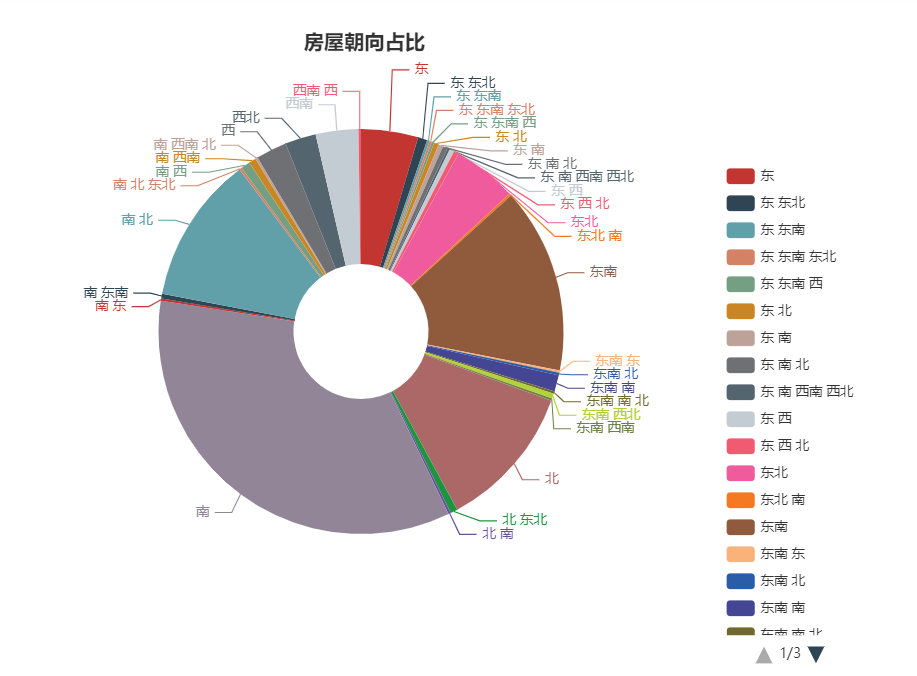 房屋朝向占比
东
东 东北
东 东南
东 东南 东北
东 东南 西
东 北
东 南
东 南 北
东 南 西南 西北
东 西
东 西 北
东北
东北 南
东南
东南 东
东南 北
东南 南
东南 南 北
东南 西北
东南 西南
北
北 东北
北 南
南
南 东
南 东南
南 北
南 北 东北
南 西
南 西南
南 西南 北
西
西北
西南
西南 西
东
东 东北
东 东南
东 东南 东北
东 东南 西
东 北
东 南
东 南 北
东 南 西南 西北
东 西
东 西 北
东北
东北 南
东南
东南 东
东南 北
东南 南
东南 南 北
1/3